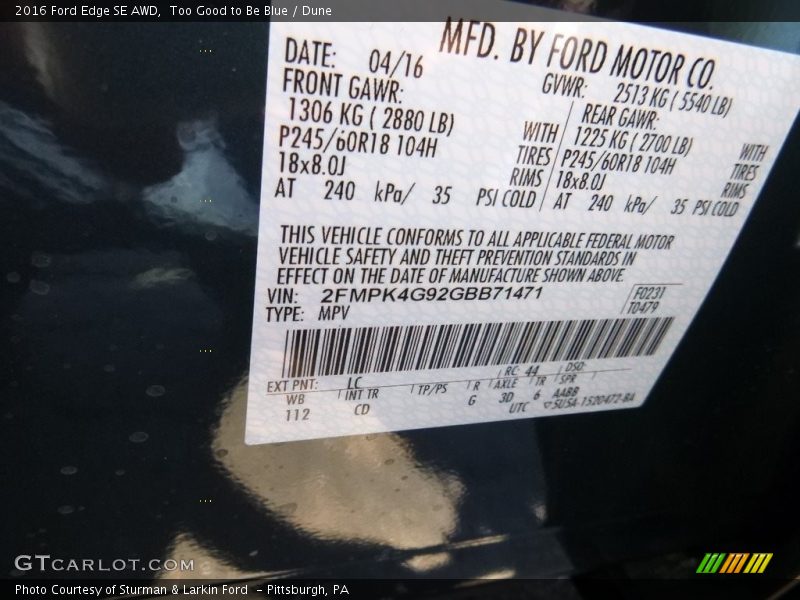 2016 Ford Edge SE AWD,  Too Good to Be Blue / Dune
MFD. BY FORD MOTOR CO.
DATE: 04/16
GVWR: 2513 KG ( 5540 LB)
FRONT GAWR:
REAR GAWR:
1306 KG ( 2880 LB) WITH
1225 KG ( 2700 LB) WITH
P245/60R18 104H TIRES
P245/60R18 104H TIRES
18x8.0J RIMS
18x8.0J RIMS
AT 240 kPa/ 35 PSI COLD
AT 240 kPa/ 35 PSI COLD
THIS VEHICLE CONFORMS TO ALL APPLICABLE FEDERAL MOTOR
VEHICLE SAFETY AND THEFT PREVENTION STANDARDS IN
EFFECT ON THE DATE OF MANUFACTURE SHOWN ABOVE.
VIN: 2FMPK4G92GBB71471
F0231
TYPE: MPV
T0479
EXT PNT: LC RC: 44 DSO:
WB INT TR TP/PS R AXLE TR SPR
112 CD G 3D 6 AABB
UTC ▽SU5A-1520472-BA
GTCARLOT.COM
Photo Courtesy of Sturman & Larkin Ford  - Pittsburgh, PA